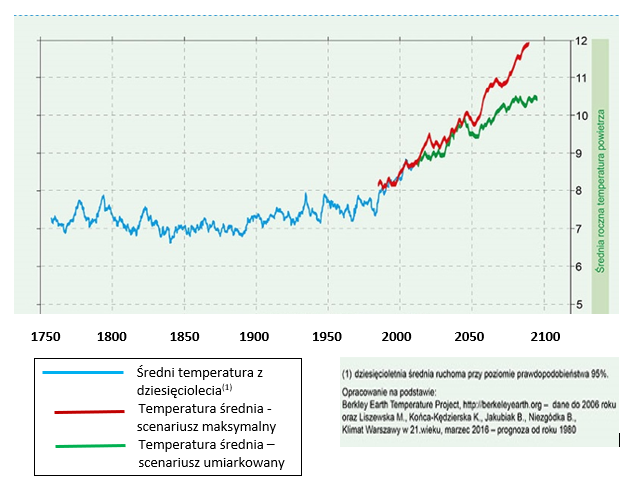 12
11
10
9
8
7
6
5
Średnia roczna temperatura powietrza
1750 1800 1850 1900 1950 2000 2050 2100
Średni temperatura z
dziesięciolecia(1)
Temperatura średnia -
scenariusz maksymalny
Temperatura średnia –
scenariusz umiarkowany
(1) dziesięcioletnia średnia ruchoma przy poziomie prawdopodobieństwa 95%.
Opracowanie na podstawie:
Berkley Earth Temperature Project, http://berkeleyearth.org – dane do 2006 roku
oraz Liszewska M., Końca-Kędzierska K., Jakubiak B., Niezgódka B.,
Klimat Warszawy w 21.wieku, marzec 2016 – prognoza od roku 1980